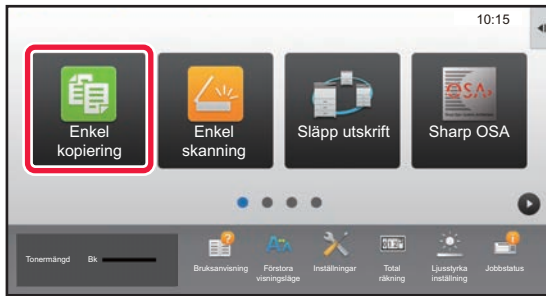 10:15
Enkel
kopiering
Enkel
skanning
Släpp utskrift
OSA
Sharp OSA
Tonermängd
Bk
Bruksanvisning
Förstora
visningsläge
Inställningar
Total
räkning
Ljusstyrka
inställning
Jobbstatus